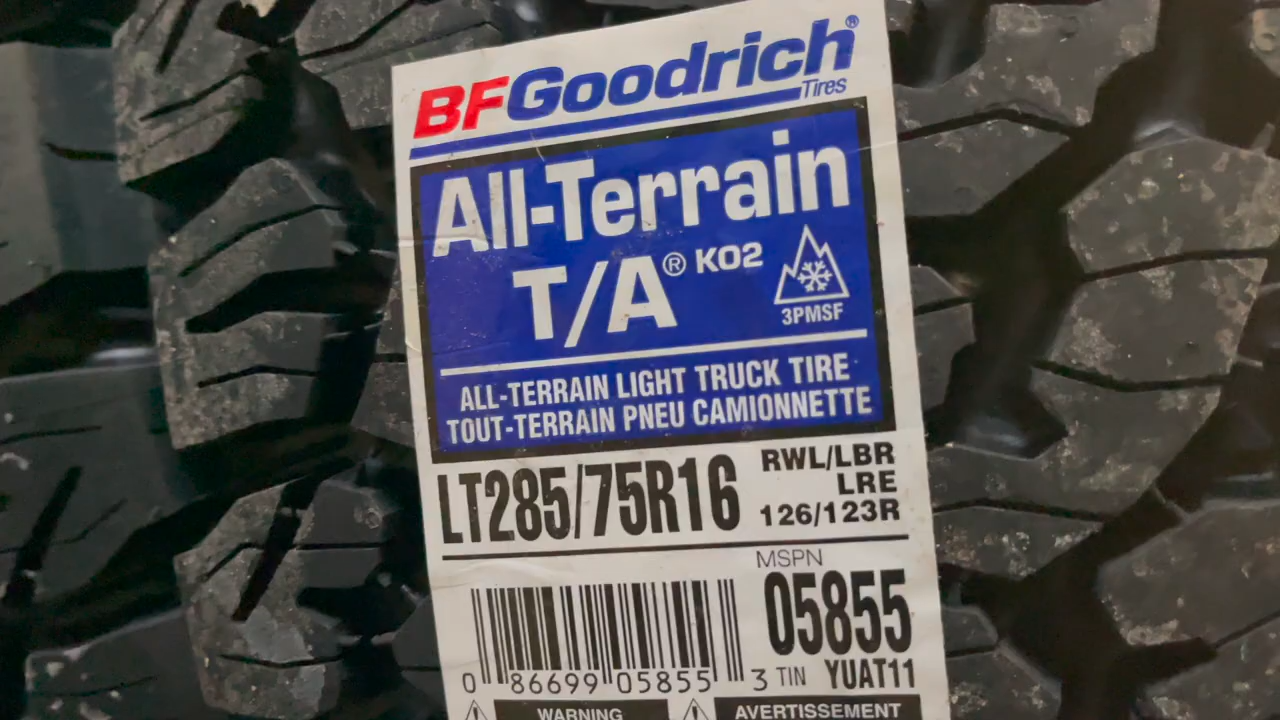 BFGoodrich®
Tires
All-Terrain
T/A® KO2
3PMSF
ALL-TERRAIN LIGHT TRUCK TIRE
TOUT-TERRAIN PNEU CAMIONNETTE
LT285/75R16
RWL/LBR
LRE
126/123R
MSPN
05855
0 86699 05855 3
TIN YUAT11
WARNING
AVERTISSEMENT